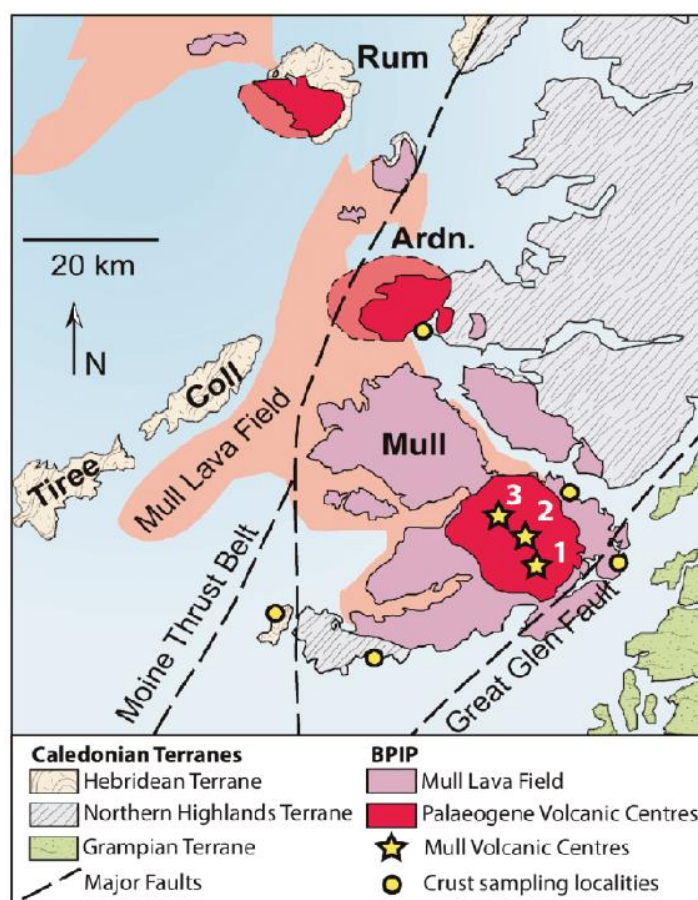 Rum
Ardn.
20 km
N
Coll
Tiree
Mull Lava Field
Mull
3
2
1
Moine Thrust Belt
Great Glen Fault
Caledonian Terranes
Hebridean Terrane
Northern Highlands Terrane
Grampian Terrane
Major Faults
BPIP
Mull Lava Field
Palaeogene Volcanic Centres
Mull Volcanic Centres
Crust sampling localities